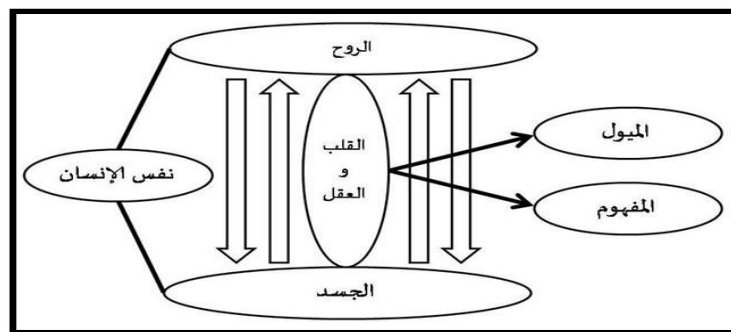 الروح
القلب
و
العقل
الميول
نفس الإنسان
المفهوم
الجسد